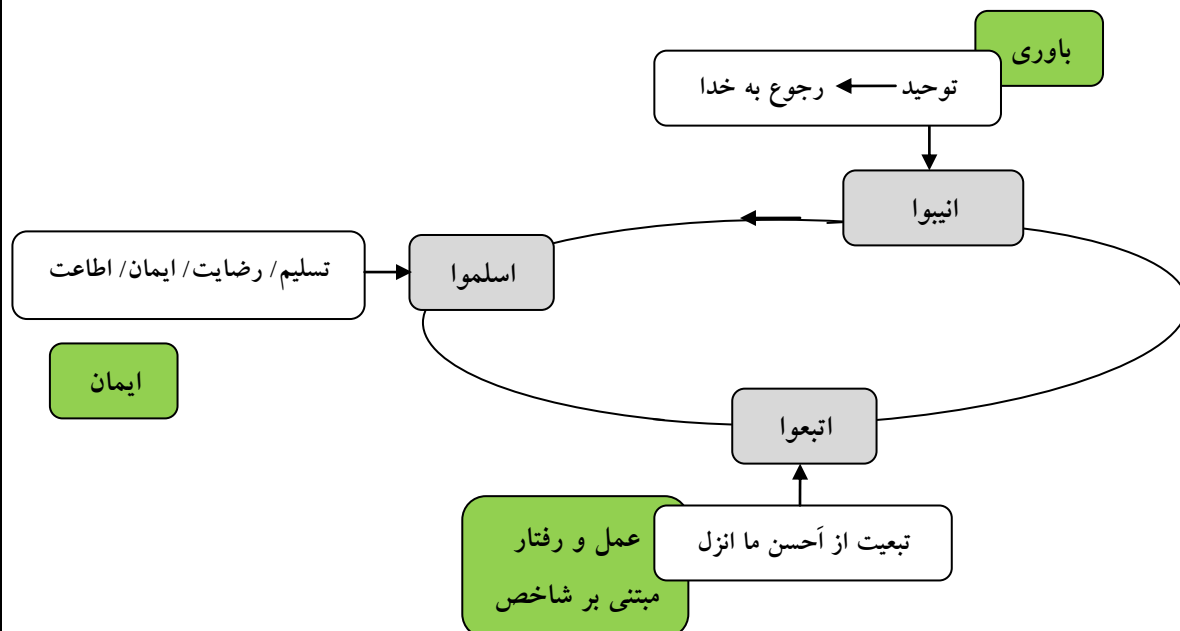 باوری
توحید ← رجوع به خدا
انیبوا
اسلموا
تسلیم/ رضایت/ ایمان/ اطاعت
ایمان
اتبعوا
تبعیت از اَحسن ما انزل
عمل و رفتار
مبتنی بر شاخص